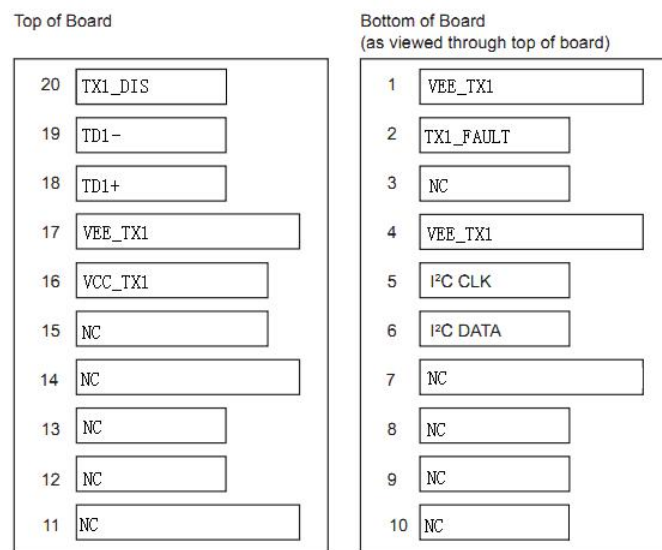 Top of Board
Bottom of Board
(as viewed through top of board)
20 TX1_DIS
19 TD1-
18 TD1+
17 VEE_TX1
16 VCC_TX1
15 NC
14 NC
13 NC
12 NC
11 NC
1 VEE_TX1
2 TX1_FAULT
3 NC
4 VEE_TX1
5 I²C CLK
6 I²C DATA
7 NC
8 NC
9 NC
10 NC